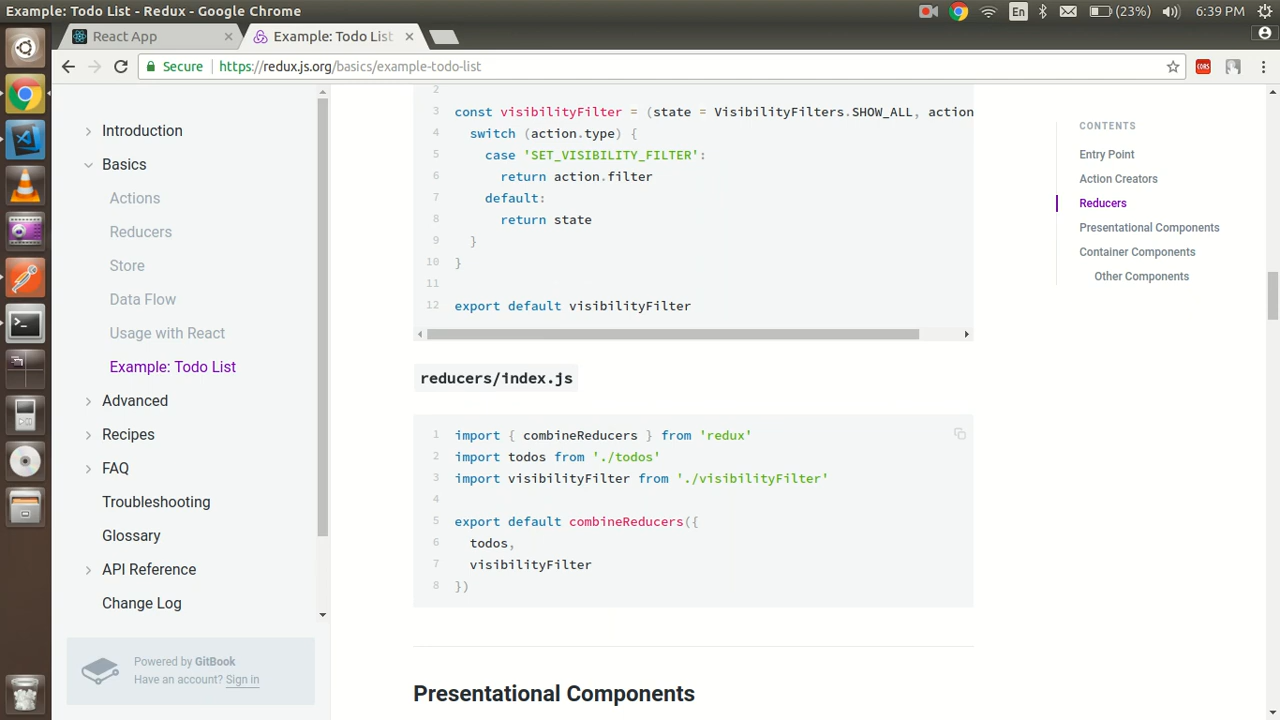 Example: Todo List - Redux - Google Chrome
En
(23%)
6:39 PM
React App
Example: Todo List
Secure
https://redux.js.org/basics/example-todo-list
CORS
Introduction
Basics
Actions
Reducers
Store
Data Flow
Usage with React
Example: Todo List
Advanced
Recipes
FAQ
Troubleshooting
Glossary
API Reference
Change Log
Powered by GitBook
Have an account? Sign in
2
3 const visibilityFilter = (state = VisibilityFilters.SHOW_ALL, action
4 switch (action.type) {
5 case 'SET_VISIBILITY_FILTER':
6 return action.filter
7 default:
8 return state
9 }
10 }
11
12 export default visibilityFilter
reducers/index.js
1 import { combineReducers } from 'redux'
2 import todos from './todos'
3 import visibilityFilter from './visibilityFilter'
4
5 export default combineReducers({
6 todos,
7 visibilityFilter
8 })
Presentational Components
CONTENTS
Entry Point
Action Creators
Reducers
Presentational Components
Container Components
Other Components